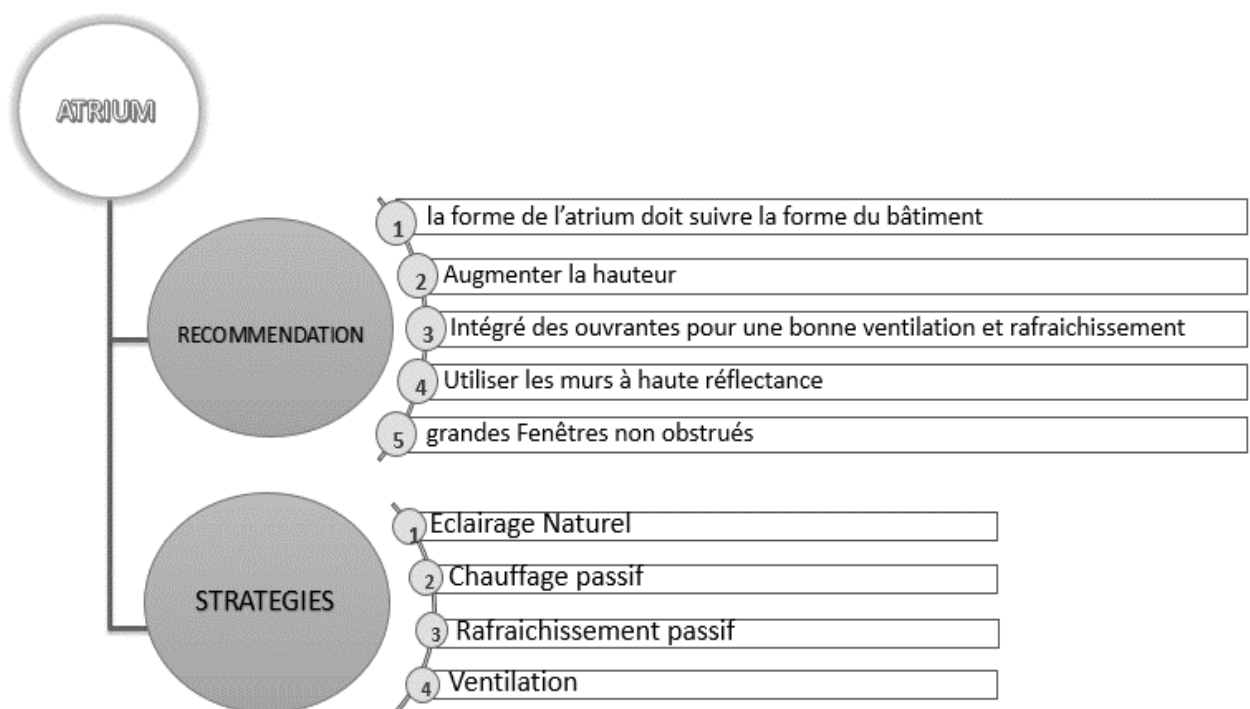 ATRIUM
RECOMMENDATION
1 la forme de l’atrium doit suivre la forme du bâtiment
2 Augmenter la hauteur
3 Intégré des ouvrantes pour une bonne ventilation et rafraichissement
4 Utiliser les murs à haute réflectance
5 grandes Fenêtres non obstrués
STRATEGIES
1 Eclairage Naturel
2 Chauffage passif
3 Rafraichissement passif
4 Ventilation